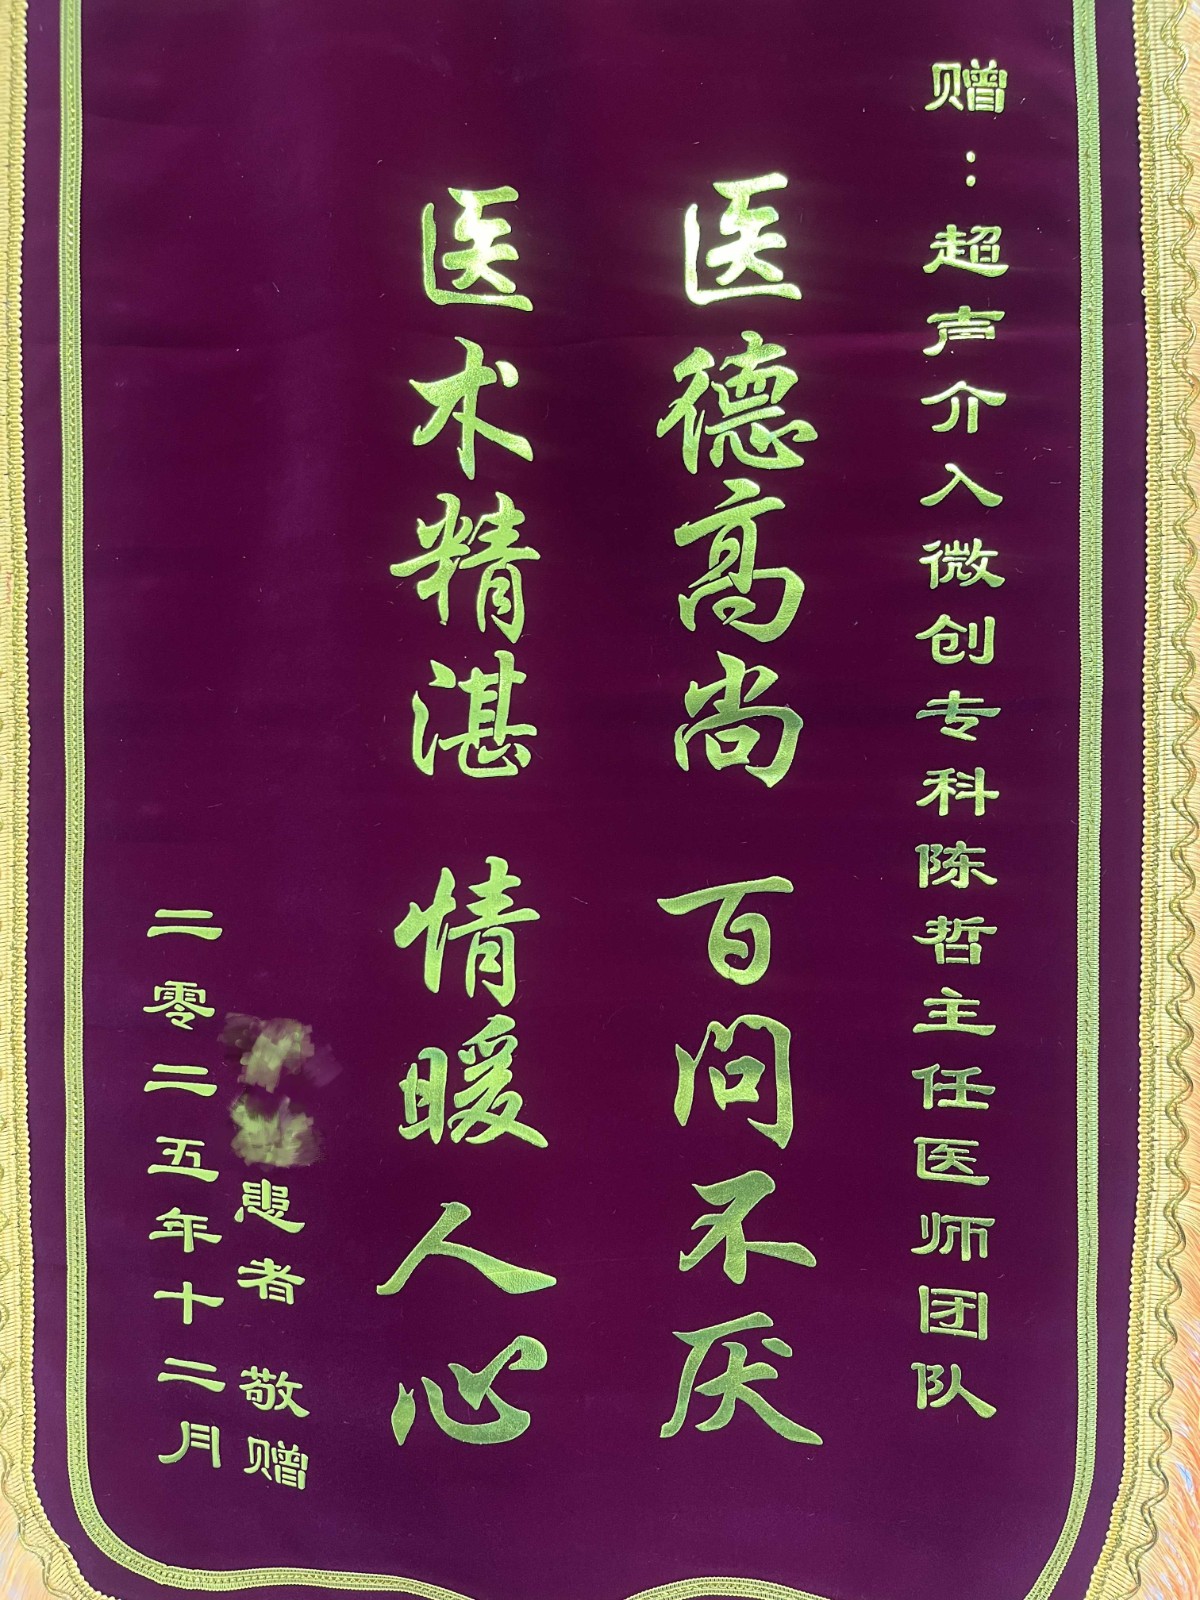 赠：超声介入微创专科陈哲主任医师团队
医德高尚 百问不厌
医术精湛 情暖人心
患者 敬赠
二零二五年十二月